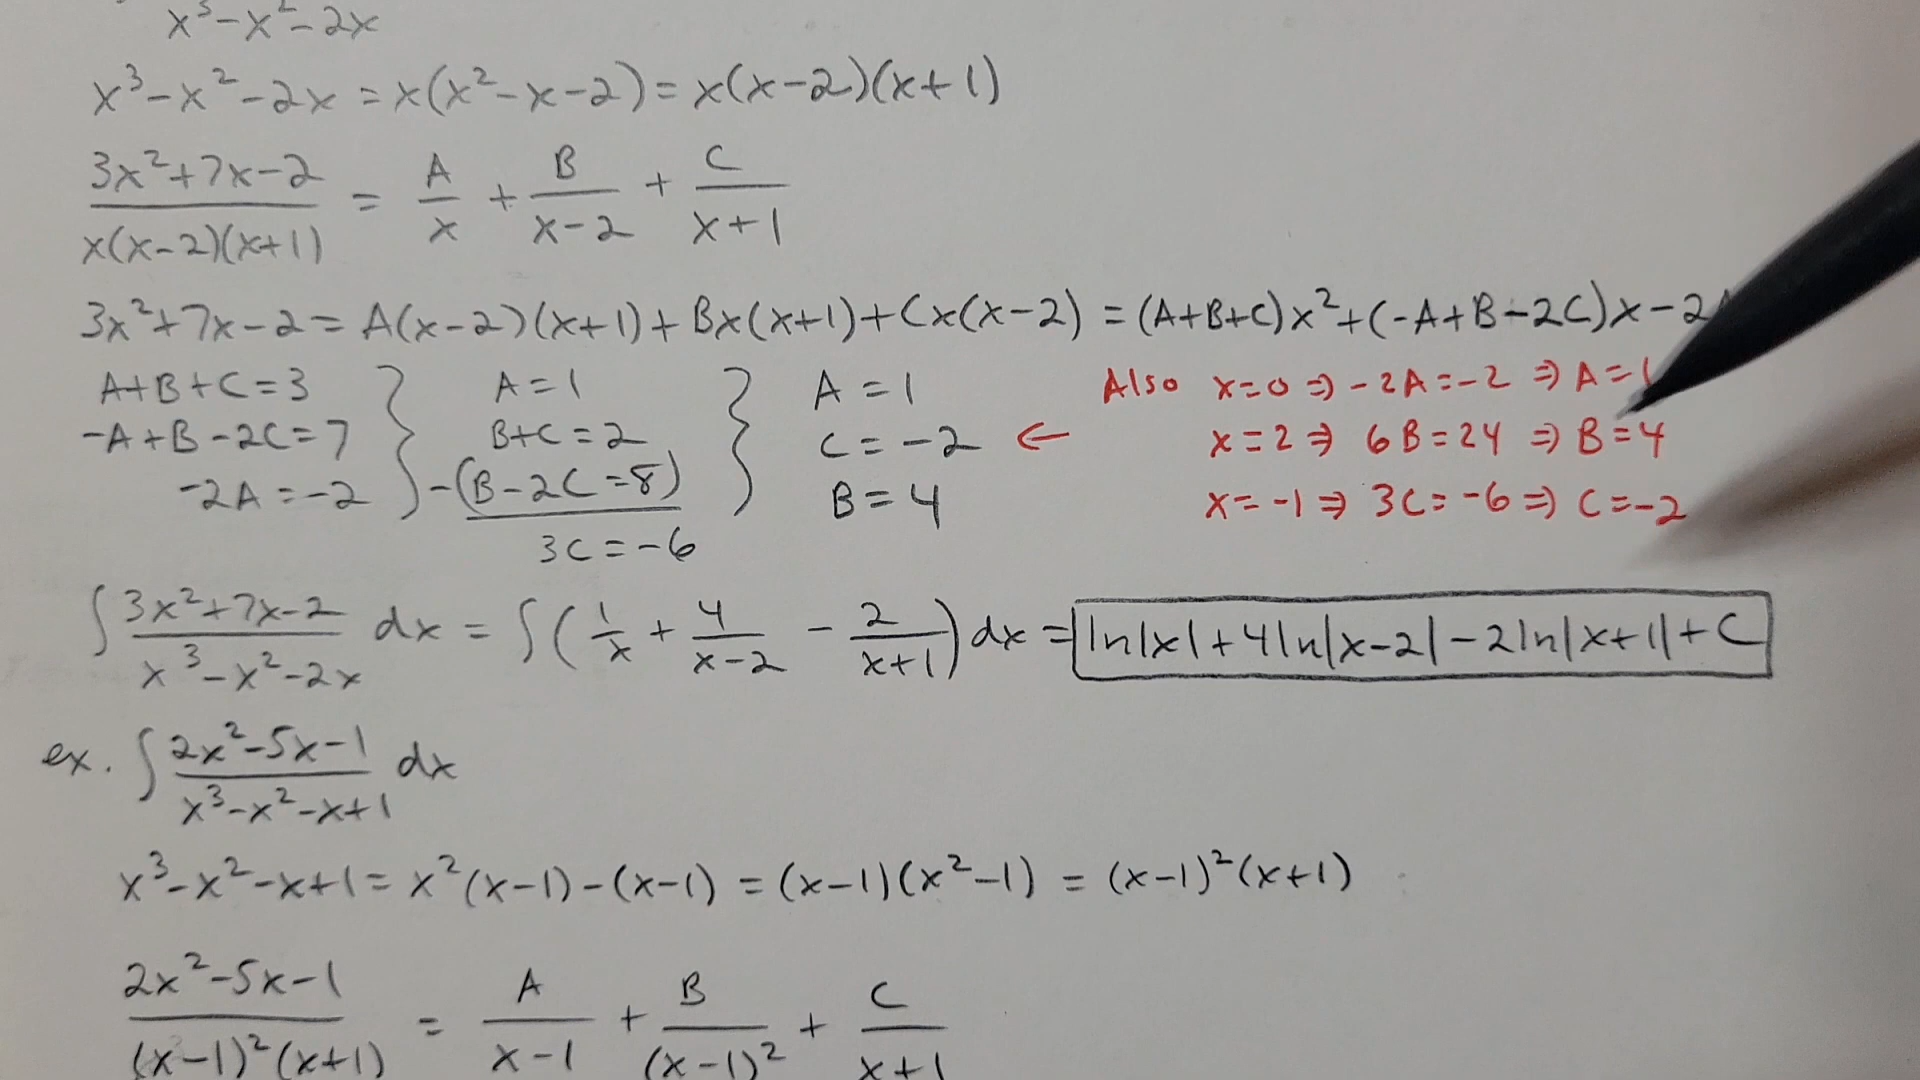 x³-x²-2x
x³-x²-2x = x(x²-x-2) = x(x-2)(x+1)
3x²+7x-2 / x(x-2)(x+1) = A/x + B/(x-2) + C/(x+1)
3x²+7x-2 = A(x-2)(x+1) + Bx(x+1) + Cx(x-2) = (A+B+C)x² + (-A+B-2C)x - 2A
A+B+C=3 } A=1 } A=1 Also x=0 ⇒ -2A=-2 ⇒ A=1
-A+B-2C=7 B+C=2 C=-2 ← x=2 ⇒ 6B=24 ⇒ B=4
-2A=-2 -(B-2C=8) B=4 x=-1 ⇒ 3C=-6 ⇒ C=-2
3C=-6
∫ (3x²+7x-2)/(x³-x²-2x) dx = ∫ (1/x + 4/(x-2) - 2/(x+1)) dx = ln|x|+4ln|x-2|-2ln|x+1|+C
ex. ∫ (2x²-5x-1)/(x³-x²-x+1) dx
x³-x²-x+1 = x²(x-1)-(x-1) = (x-1)(x²-1) = (x-1)²(x+1)
(2x²-5x-1)/((x-1)²(x+1)) = A/(x-1) + B/(x-1)² + C/(x+1)